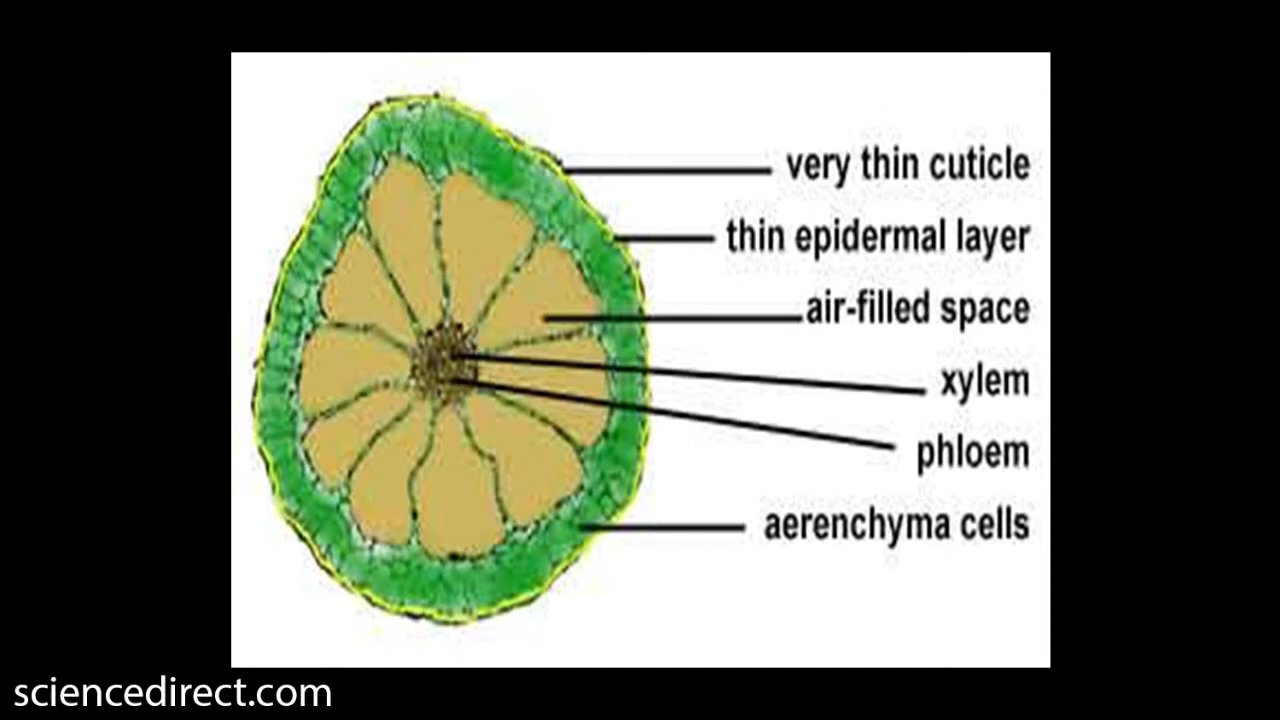 very thin cuticle
thin epidermal layer
air-filled space
xylem
phloem
aerenchyma cells
sciencedirect.com